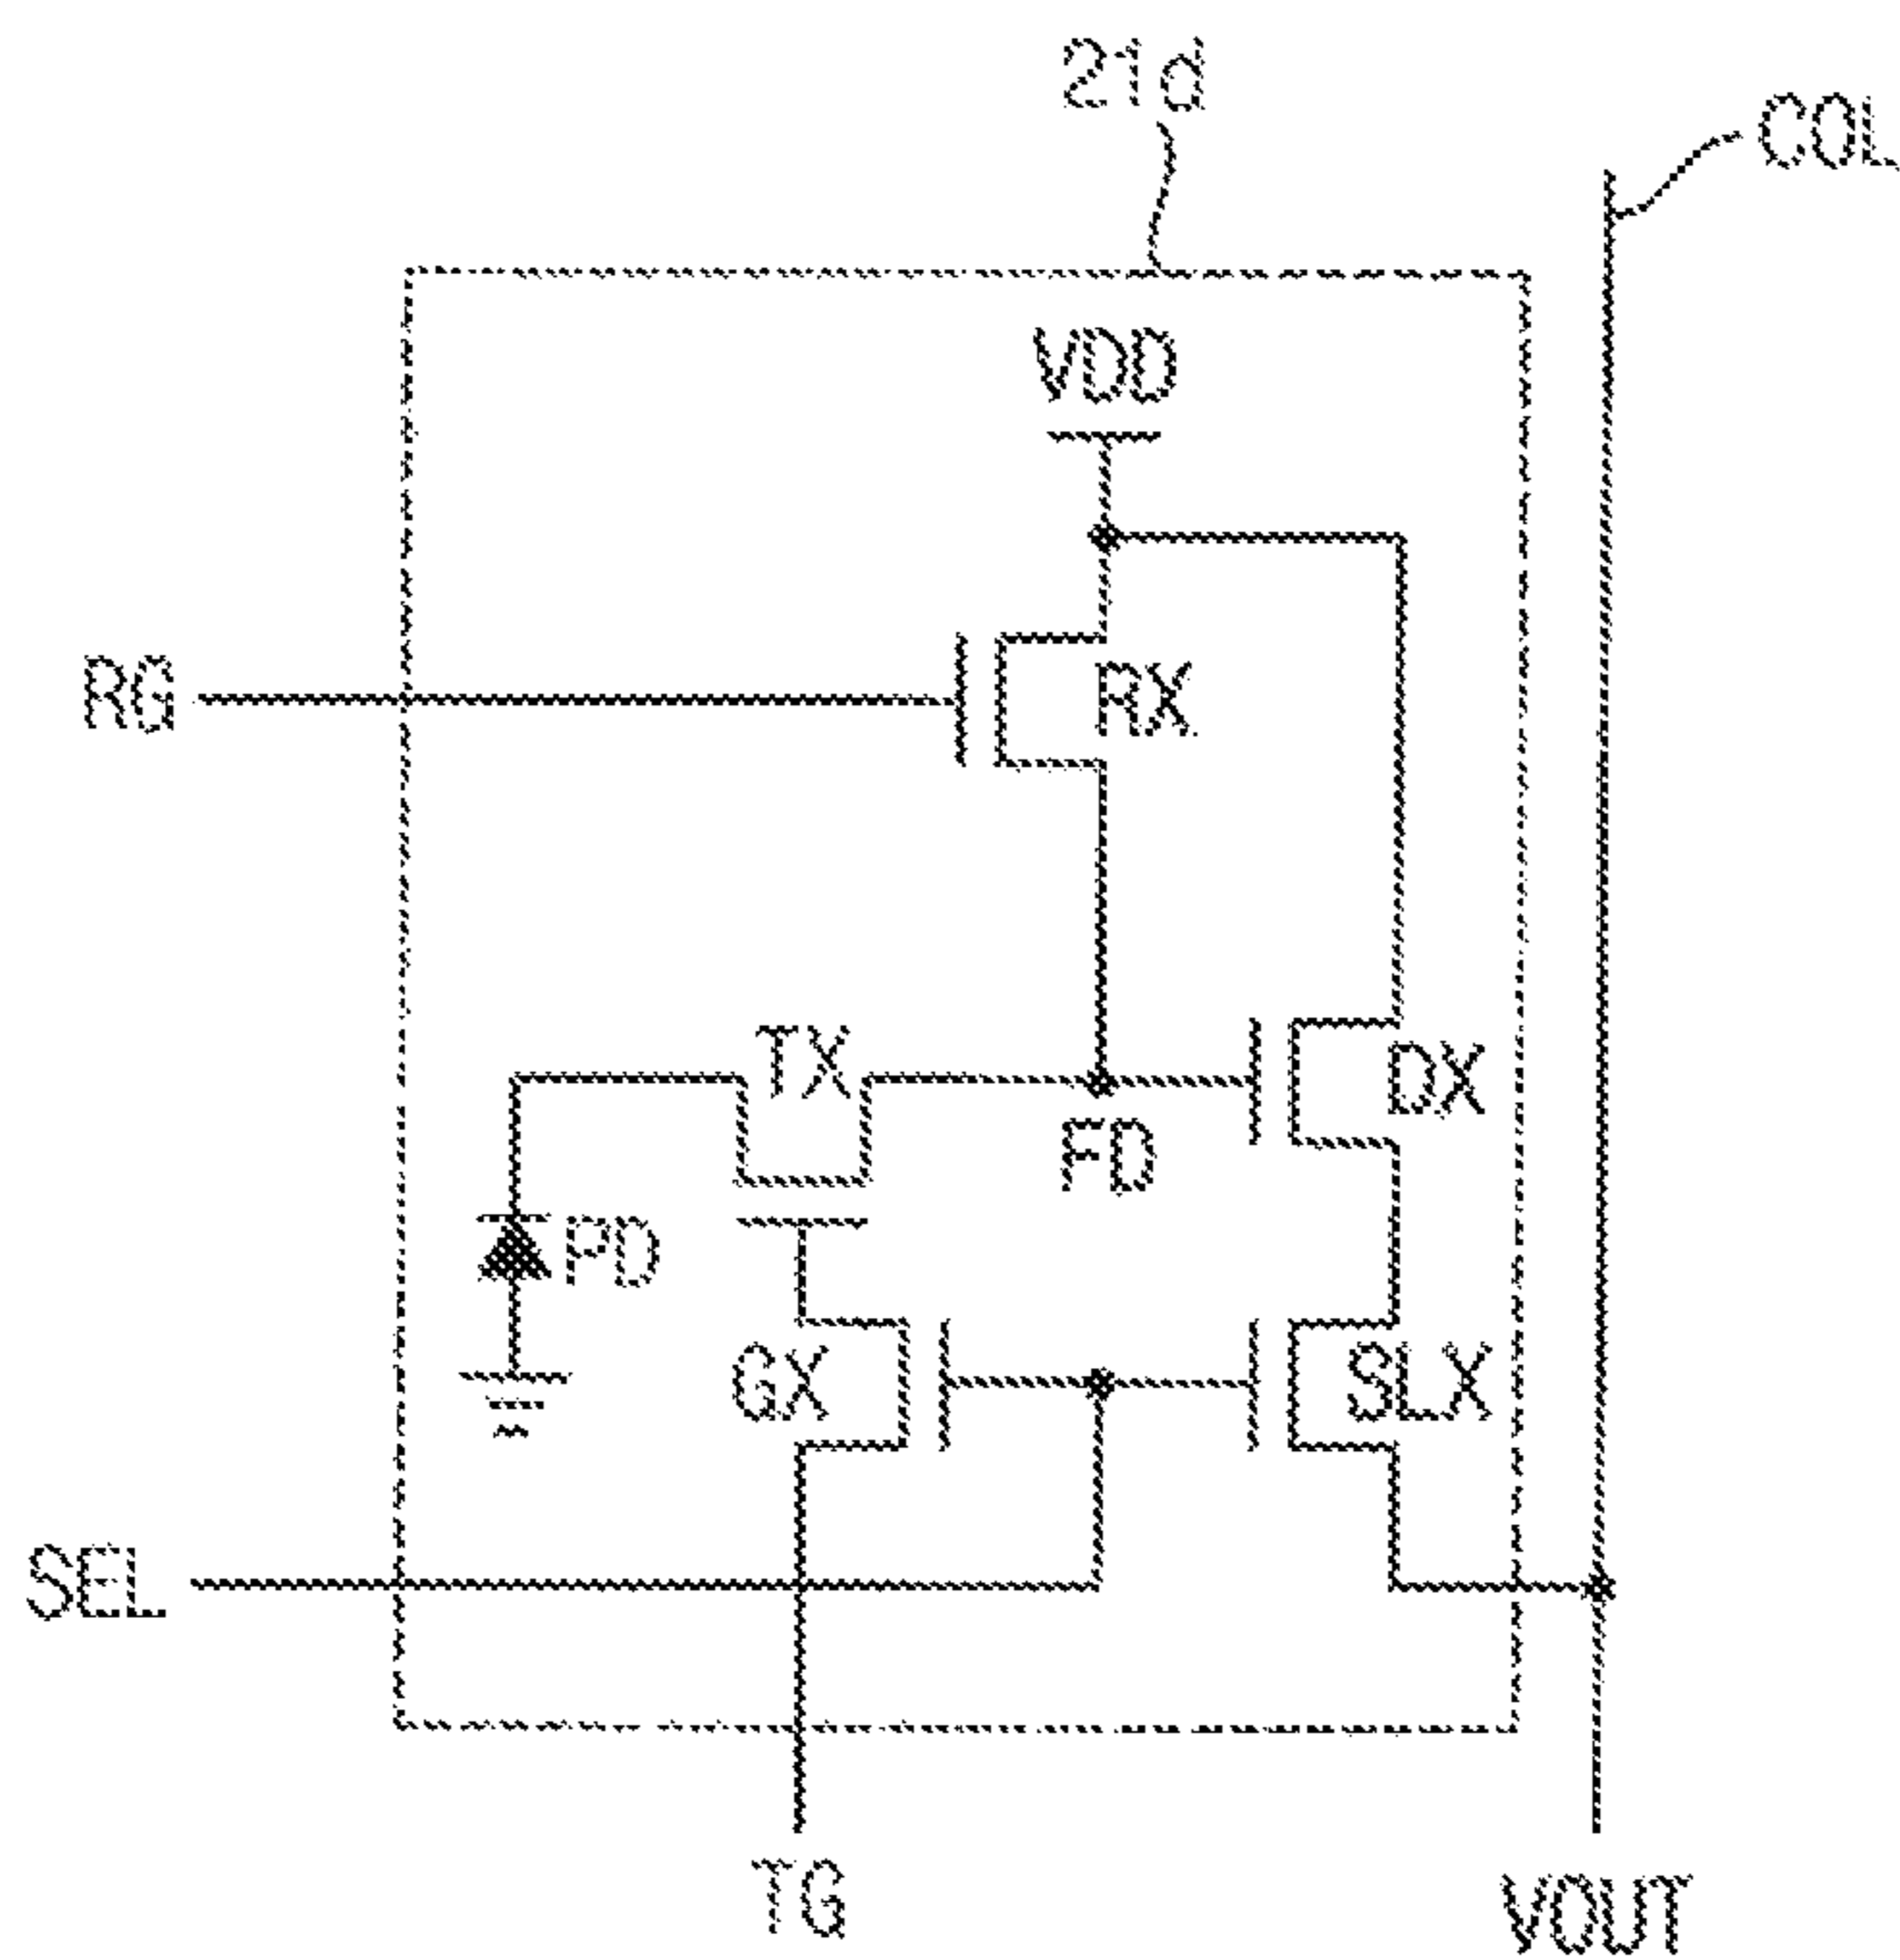 21d
COL
VDD
RG
RX
TX
DX
FD
PD
GX
SLX
SEL
TG
VOUT